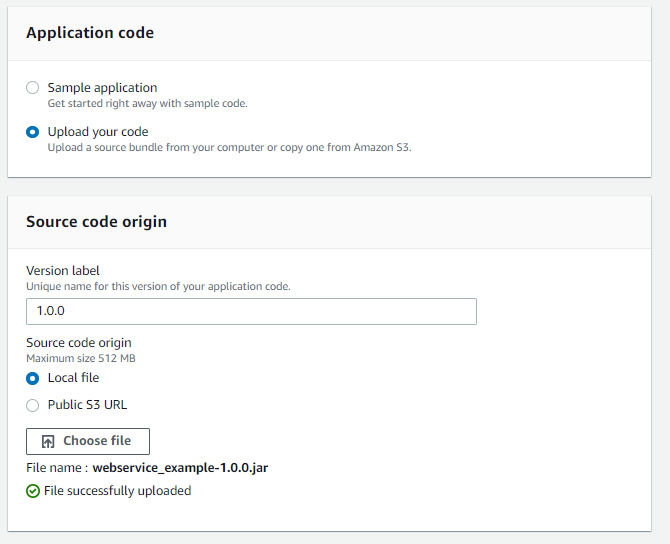 Application code
Sample application
Get started right away with sample code.
Upload your code
Upload a source bundle from your computer or copy one from Amazon S3.
Source code origin
Version label
Unique name for this version of your application code.
1.0.0
Source code origin
Maximum size 512 MB
Local file
Public S3 URL
Choose file
File name : webservice_example-1.0.0.jar
File successfully uploaded